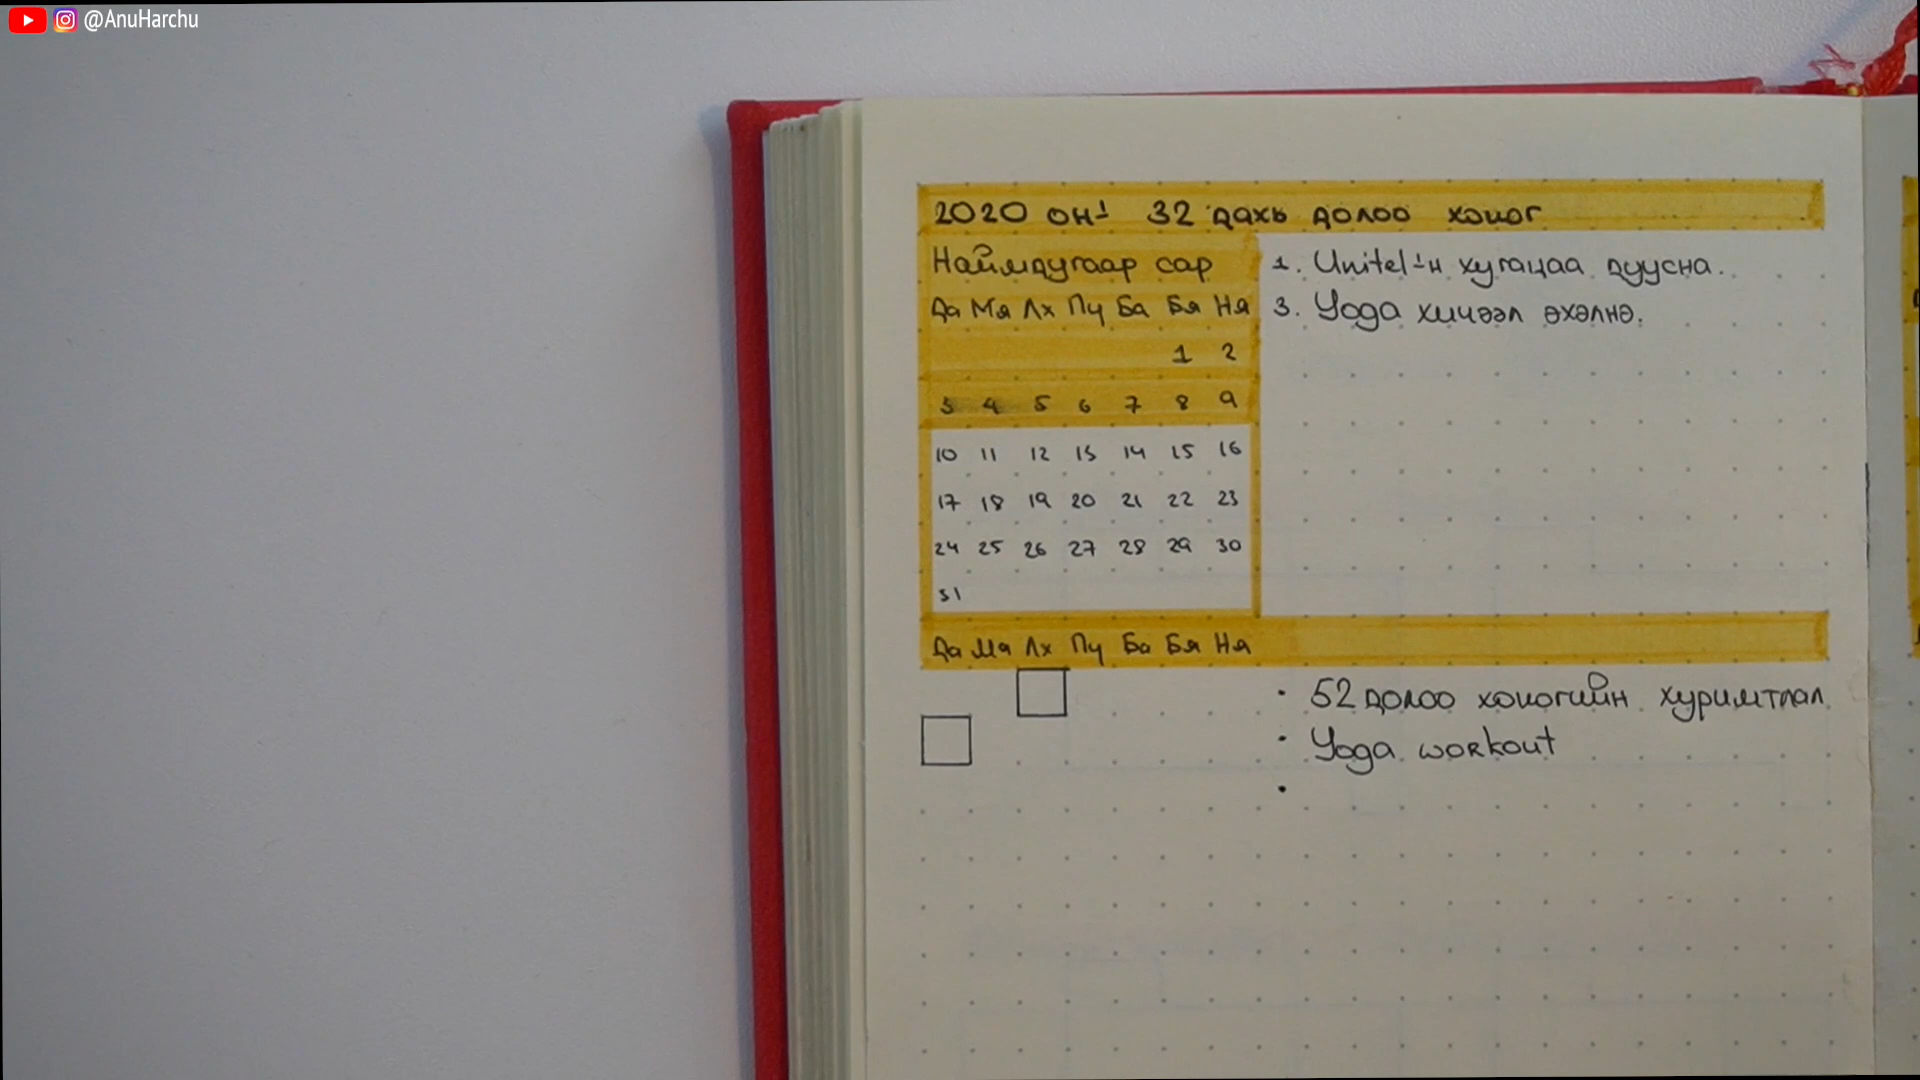 @AnuHarchu
2020 он! 32 дахь долоо хоног
Наймдугаар сар
Да Мя Лх Пү Ба Бя Ня
1 2
3 4 5 6 7 8 9
10 11 12 13 14 15 16
17 18 19 20 21 22 23
24 25 26 27 28 29 30
31
1. Unitel-н хугацаа дуусна.
3. Yoga хичээл эхэлнэ.
Да Мя Лх Пү Ба Бя Ня
• 52 долоо хоногийн хуримтлал
• Yoga workout
•